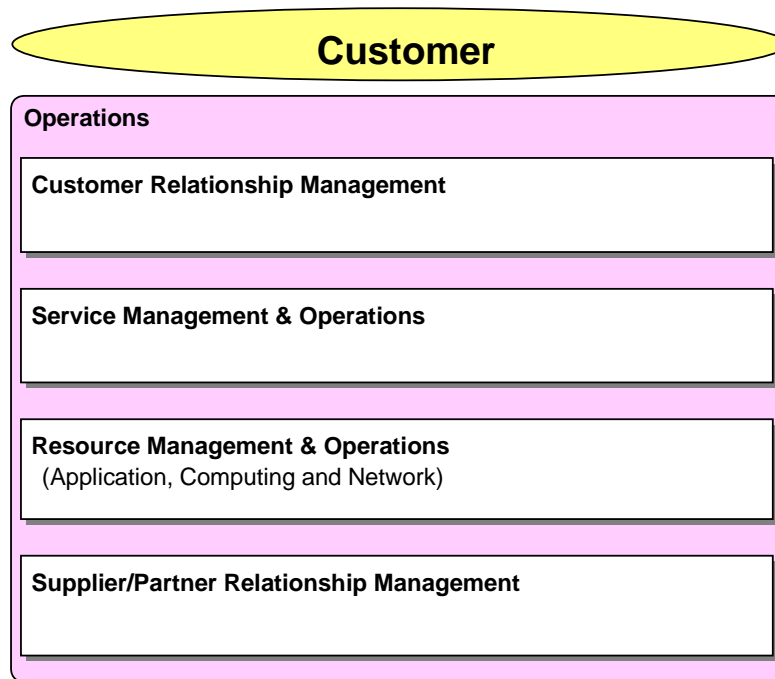 Customer
Operations
Customer Relationship Management
Service Management & Operations
Resource Management & Operations
(Application, Computing and Network)
Supplier/Partner Relationship Management